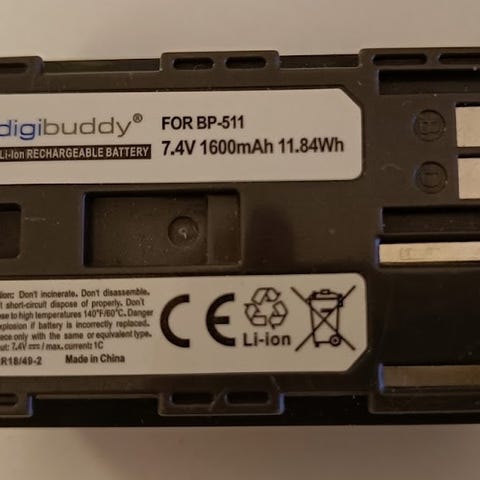 digibuddy®
Li-Ion RECHARGEABLE BATTERY
FOR BP-511
7.4V 1600mAh 11.84Wh
Don't incinerate. Don't disassemble.
short-circuit dispose of properly.
to high temperatures 140°F/60°C. Danger
explosion if battery is incorrectly replaced.
only with the same or equivalent type.
7.4V / max.current: 1C
R18/49-2 Made in China
CE
Li-ion